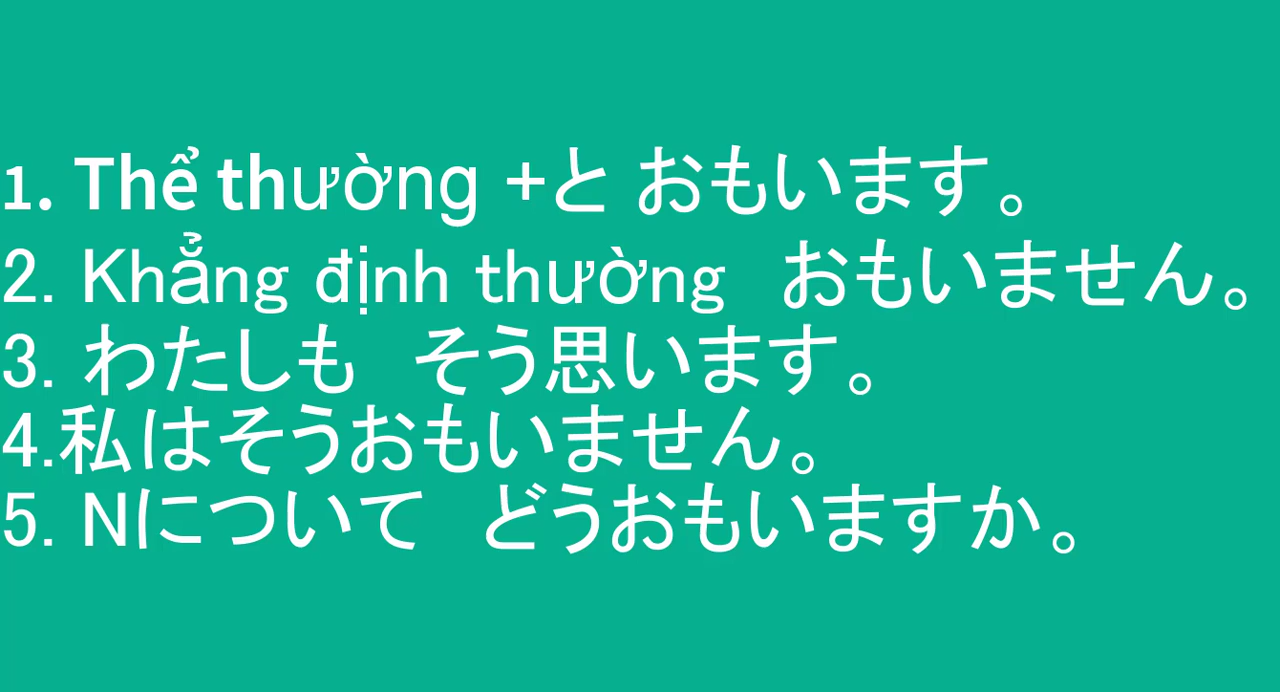 1. Thể thường +と おもいます。
2. Khẳng định thường　おもいません。
3. わたしも　そう思います。
4.私はそうおもいません。
5. Nについて　どうおもいますか。